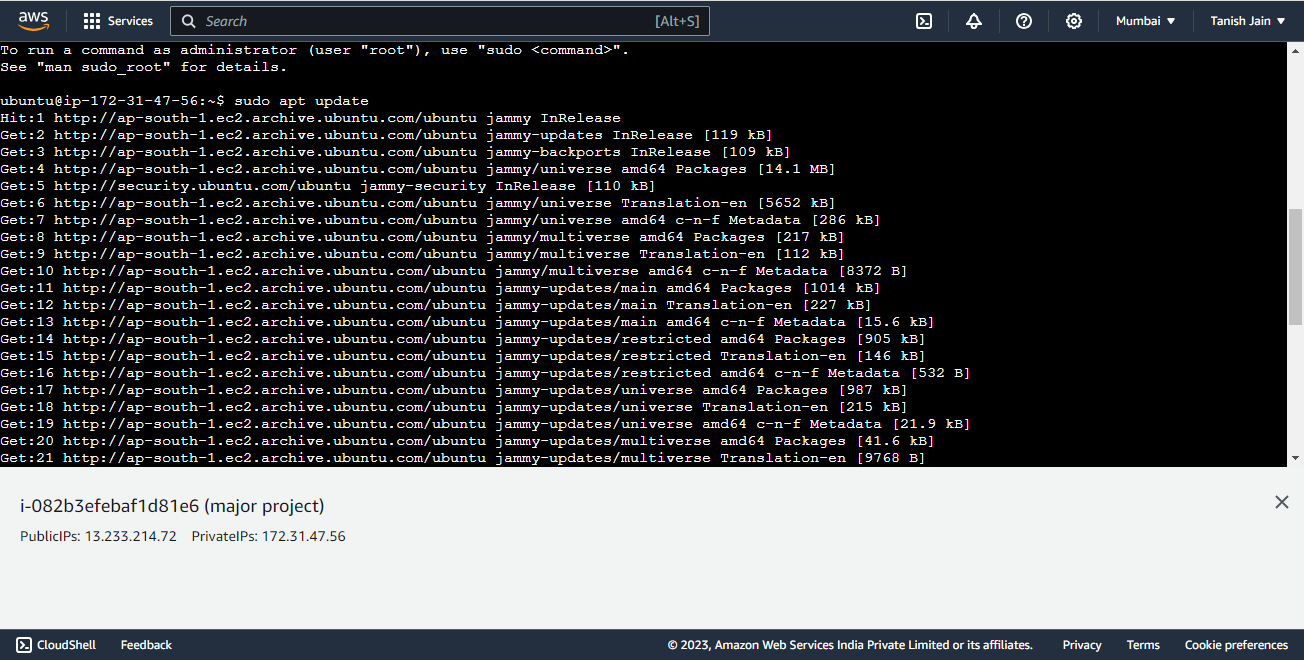 aws Services Search [Alt+S] Mumbai Tanish Jain
To run a command as administrator (user "root"), use "sudo <command>".
See "man sudo_root" for details.
ubuntu@ip-172-31-47-56:~$ sudo apt update
Hit:1 http://ap-south-1.ec2.archive.ubuntu.com/ubuntu jammy InRelease
Get:2 http://ap-south-1.ec2.archive.ubuntu.com/ubuntu jammy-updates InRelease [119 kB]
Get:3 http://ap-south-1.ec2.archive.ubuntu.com/ubuntu jammy-backports InRelease [109 kB]
Get:4 http://ap-south-1.ec2.archive.ubuntu.com/ubuntu jammy/universe amd64 Packages [14.1 MB]
Get:5 http://security.ubuntu.com/ubuntu jammy-security InRelease [110 kB]
Get:6 http://ap-south-1.ec2.archive.ubuntu.com/ubuntu jammy/universe Translation-en [5652 kB]
Get:7 http://ap-south-1.ec2.archive.ubuntu.com/ubuntu jammy/universe amd64 c-n-f Metadata [286 kB]
Get:8 http://ap-south-1.ec2.archive.ubuntu.com/ubuntu jammy/multiverse amd64 Packages [217 kB]
Get:9 http://ap-south-1.ec2.archive.ubuntu.com/ubuntu jammy/multiverse Translation-en [112 kB]
Get:10 http://ap-south-1.ec2.archive.ubuntu.com/ubuntu jammy/multiverse amd64 c-n-f Metadata [8372 B]
Get:11 http://ap-south-1.ec2.archive.ubuntu.com/ubuntu jammy-updates/main amd64 Packages [1014 kB]
Get:12 http://ap-south-1.ec2.archive.ubuntu.com/ubuntu jammy-updates/main Translation-en [227 kB]
Get:13 http://ap-south-1.ec2.archive.ubuntu.com/ubuntu jammy-updates/main amd64 c-n-f Metadata [15.6 kB]
Get:14 http://ap-south-1.ec2.archive.ubuntu.com/ubuntu jammy-updates/restricted amd64 Packages [905 kB]
Get:15 http://ap-south-1.ec2.archive.ubuntu.com/ubuntu jammy-updates/restricted Translation-en [146 kB]
Get:16 http://ap-south-1.ec2.archive.ubuntu.com/ubuntu jammy-updates/restricted amd64 c-n-f Metadata [532 B]
Get:17 http://ap-south-1.ec2.archive.ubuntu.com/ubuntu jammy-updates/universe amd64 Packages [987 kB]
Get:18 http://ap-south-1.ec2.archive.ubuntu.com/ubuntu jammy-updates/universe Translation-en [215 kB]
Get:19 http://ap-south-1.ec2.archive.ubuntu.com/ubuntu jammy-updates/universe amd64 c-n-f Metadata [21.9 kB]
Get:20 http://ap-south-1.ec2.archive.ubuntu.com/ubuntu jammy-updates/multiverse amd64 Packages [41.6 kB]
Get:21 http://ap-south-1.ec2.archive.ubuntu.com/ubuntu jammy-updates/multiverse Translation-en [9768 B]
i-082b3efebaf1d81e6 (major project)
PublicIPs: 13.233.214.72 PrivateIPs: 172.31.47.56
CloudShell Feedback © 2023, Amazon Web Services India Private Limited or its affiliates. Privacy Terms Cookie preferences